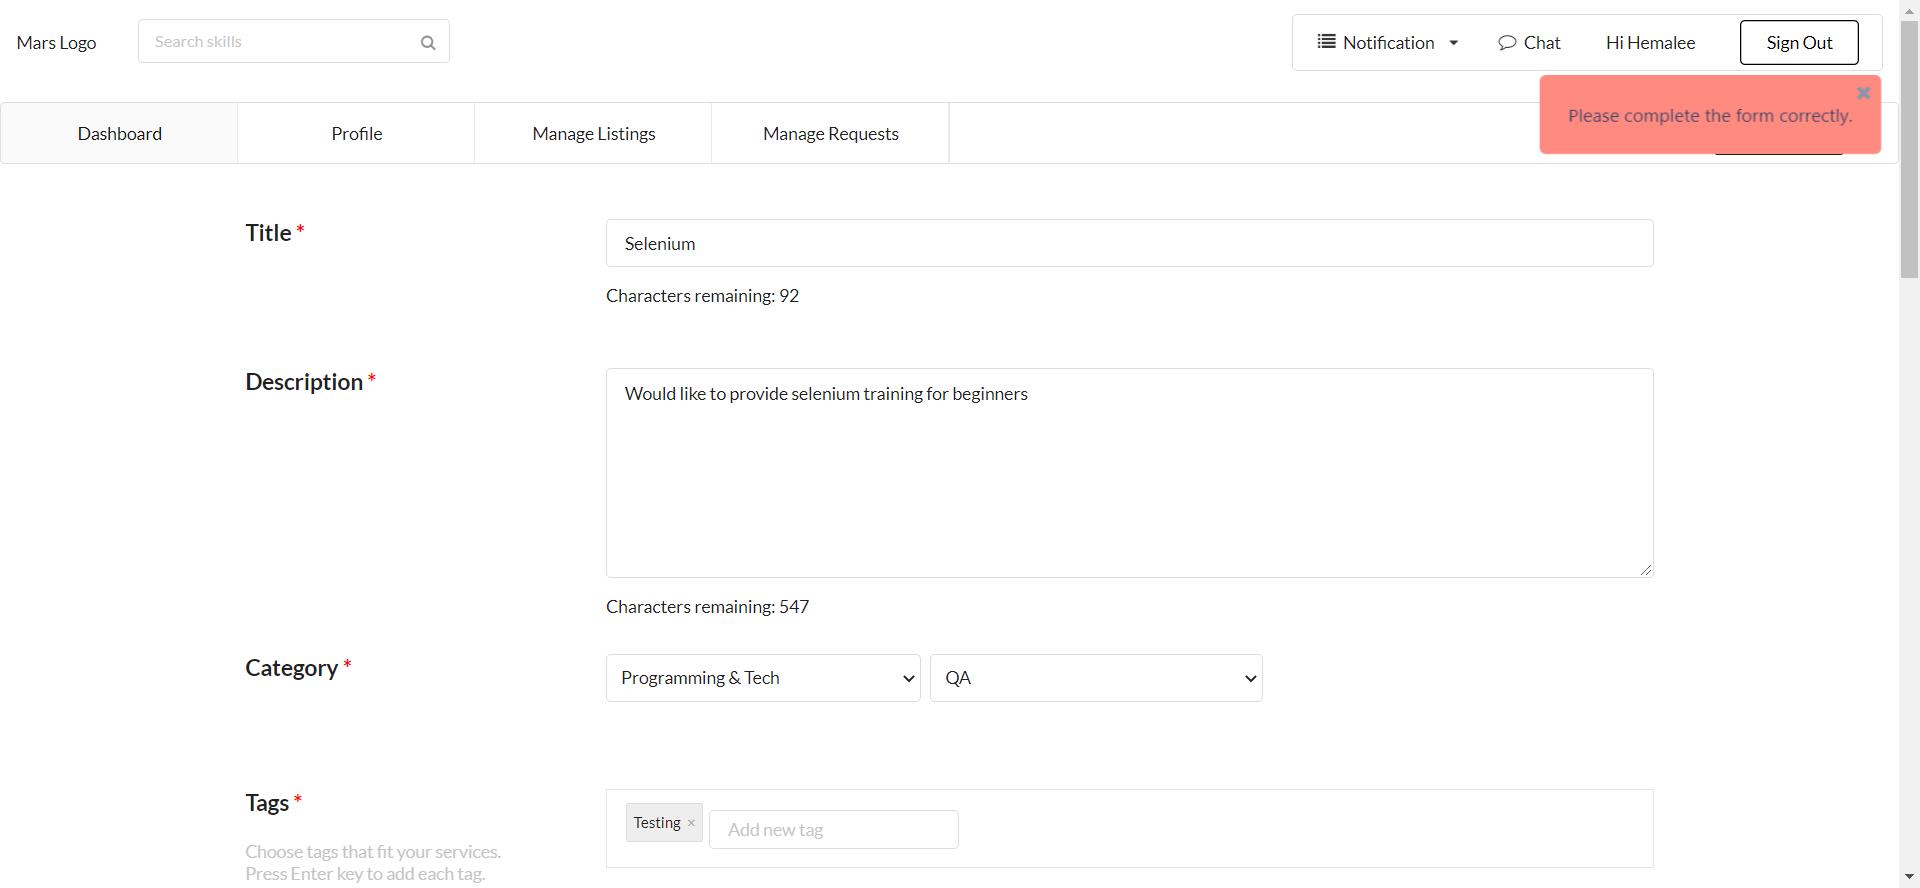 Mars Logo
Search skills
Notification
Chat
Hi Hemalee
Sign Out
Please complete the form correctly.
Dashboard
Profile
Manage Listings
Manage Requests
Title *
Selenium
Characters remaining: 92
Description *
Would like to provide selenium training for beginners
Characters remaining: 547
Category *
Programming & Tech
QA
Tags *
Testing ×
Add new tag
Choose tags that fit your services.
Press Enter key to add each tag.